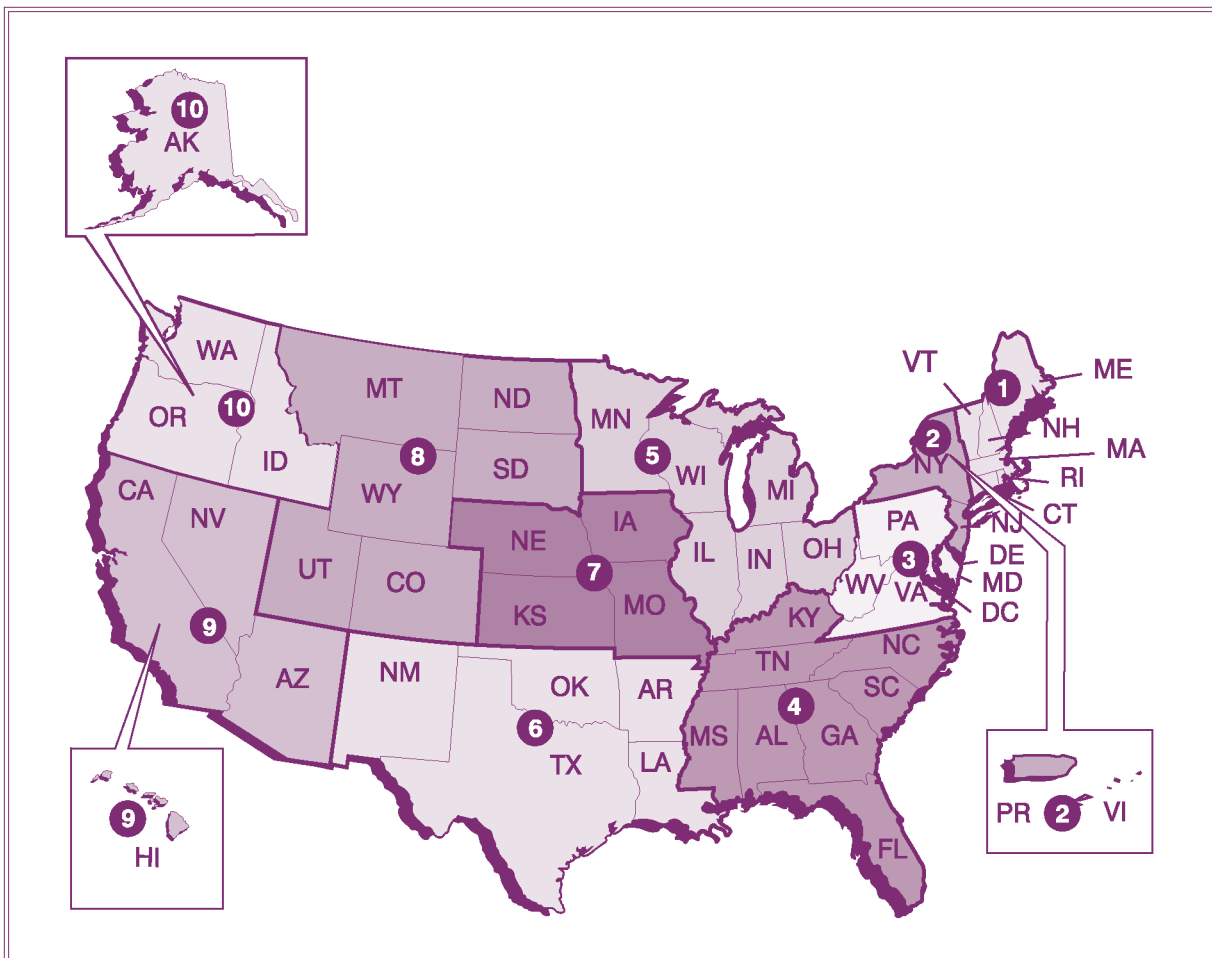 10
AK
WA
MT
ND
MN
VT
ME
1
OR
10
ID
8
WY
SD
5
WI
MI
2
NY
NH
MA
RI
CT
NJ
CA
NV
UT
CO
NE
IA
7
KS
MO
IL
IN
OH
PA
3
WV
VA
DE
MD
DC
KY
9
AZ
NM
OK
AR
TN
NC
SC
6
TX
LA
MS
AL
4
GA
FL
9
HI
PR
2
VI